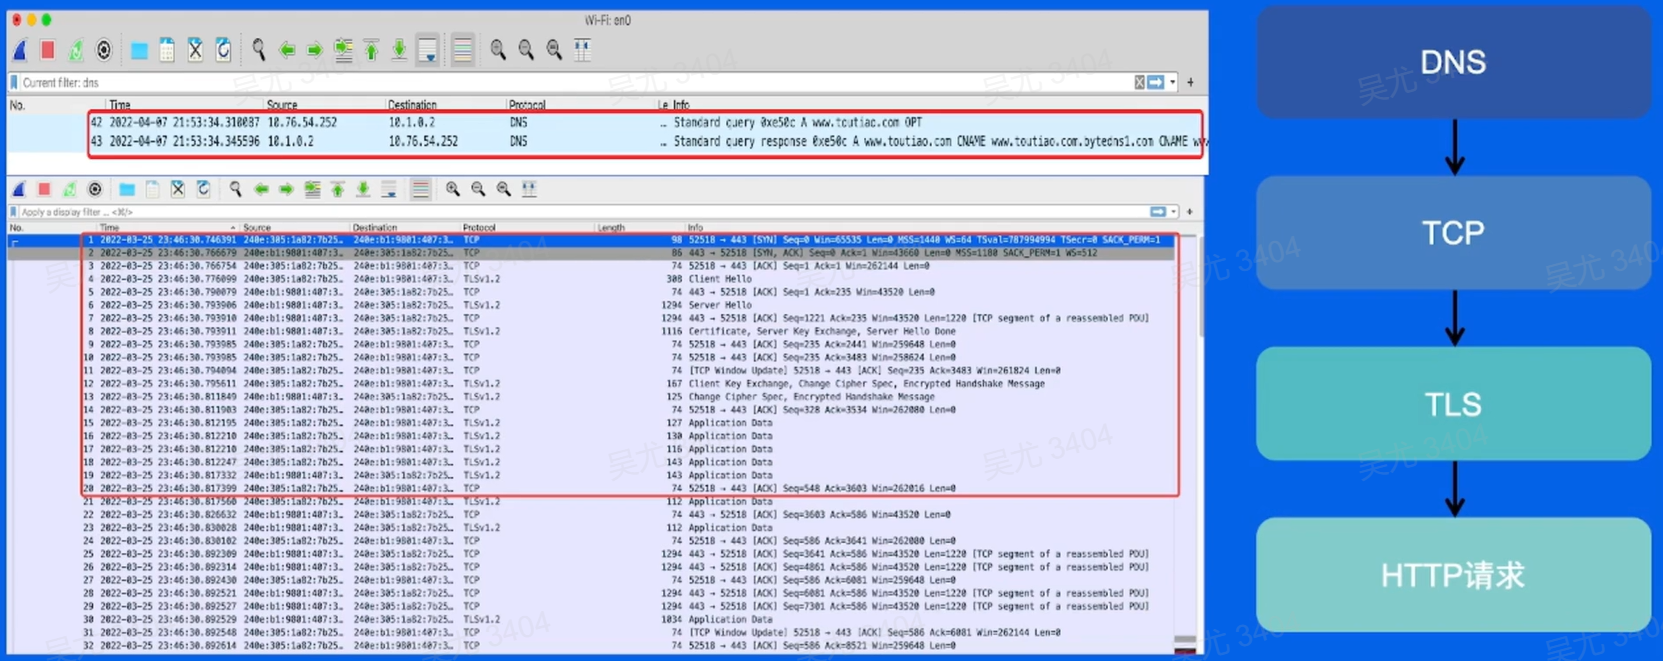 Wi-Fi: en0
Current filter: dns
No. Time Source Destination Protocol Le Info
42 2022-04-07 21:53:34.310087 10.76.54.252 10.1.0.2 DNS … Standard query 0xe50c A www.toutiao.com OPT
43 2022-04-07 21:53:34.345596 10.1.0.2 10.76.54.252 DNS … Standard query response 0xe50c A www.toutiao.com CNAME www.toutiao.com.bytedns1.com CNAME
Apply a display filter … <⌘/>
No. Time Source Destination Protocol Length Info
1 2022-03-25 23:46:30.746391 240e:305:1a82:7b25… 240e:b1:9801:407:3… TCP 98 52518 → 443 [SYN] Seq=0 Win=65535 Len=0 MSS=1440 WS=64 TSval=787994994 TSecr=0 SACK_PERM=1
2 2022-03-25 23:46:30.766679 240e:b1:9801:407:3… 240e:305:1a82:7b25… TCP 86 443 → 52518 [SYN, ACK] Seq=0 Ack=1 Win=43660 Len=0 MSS=1180 SACK_PERM=1 WS=512
3 2022-03-25 23:46:30.766754 240e:305:1a82:7b25… 240e:b1:9801:407:3… TCP 74 52518 → 443 [ACK] Seq=1 Ack=1 Win=262144 Len=0
4 2022-03-25 23:46:30.776099 240e:305:1a82:7b25… 240e:b1:9801:407:3… TLSv1.2 308 Client Hello
5 2022-03-25 23:46:30.790079 240e:b1:9801:407:3… 240e:305:1a82:7b25… TCP 74 443 → 52518 [ACK] Seq=1 Ack=235 Win=43520 Len=0
6 2022-03-25 23:46:30.793906 240e:b1:9801:407:3… 240e:305:1a82:7b25… TLSv1.2 1294 Server Hello
7 2022-03-25 23:46:30.793910 240e:b1:9801:407:3… 240e:305:1a82:7b25… TCP 1294 443 → 52518 [ACK] Seq=1221 Ack=235 Win=43520 Len=1220 [TCP segment of a reassembled PDU]
8 2022-03-25 23:46:30.793911 240e:b1:9801:407:3… 240e:305:1a82:7b25… TLSv1.2 1116 Certificate, Server Key Exchange, Server Hello Done
9 2022-03-25 23:46:30.793985 240e:305:1a82:7b25… 240e:b1:9801:407:3… TCP 74 52518 → 443 [ACK] Seq=235 Ack=2441 Win=259648 Len=0
10 2022-03-25 23:46:30.793985 240e:305:1a82:7b25… 240e:b1:9801:407:3… TCP 74 52518 → 443 [ACK] Seq=235 Ack=3483 Win=258624 Len=0
11 2022-03-25 23:46:30.794094 240e:305:1a82:7b25… 240e:b1:9801:407:3… TCP 74 [TCP Window Update] 52518 → 443 [ACK] Seq=235 Ack=3483 Win=261824 Len=0
12 2022-03-25 23:46:30.795611 240e:305:1a82:7b25… 240e:b1:9801:407:3… TLSv1.2 167 Client Key Exchange, Change Cipher Spec, Encrypted Handshake Message
13 2022-03-25 23:46:30.811849 240e:b1:9801:407:3… 240e:305:1a82:7b25… TLSv1.2 125 Change Cipher Spec, Encrypted Handshake Message
14 2022-03-25 23:46:30.811903 240e:305:1a82:7b25… 240e:b1:9801:407:3… TCP 74 52518 → 443 [ACK] Seq=328 Ack=3534 Win=262080 Len=0
15 2022-03-25 23:46:30.812195 240e:305:1a82:7b25… 240e:b1:9801:407:3… TLSv1.2 127 Application Data
16 2022-03-25 23:46:30.812210 240e:305:1a82:7b25… 240e:b1:9801:407:3… TLSv1.2 130 Application Data
17 2022-03-25 23:46:30.812210 240e:305:1a82:7b25… 240e:b1:9801:407:3… TLSv1.2 116 Application Data
18 2022-03-25 23:46:30.812247 240e:305:1a82:7b25… 240e:b1:9801:407:3… TLSv1.2 143 Application Data
19 2022-03-25 23:46:30.817332 240e:b1:9801:407:3… 240e:305:1a82:7b25… TLSv1.2 143 Application Data
20 2022-03-25 23:46:30.817399 240e:305:1a82:7b25… 240e:b1:9801:407:3… TCP 74 52518 → 443 [ACK] Seq=548 Ack=3603 Win=262016 Len=0
21 2022-03-25 23:46:30.817560 240e:305:1a82:7b25… 240e:b1:9801:407:3… TLSv1.2 112 Application Data
22 2022-03-25 23:46:30.826632 240e:b1:9801:407:3… 240e:305:1a82:7b25… TCP 74 443 → 52518 [ACK] Seq=3603 Ack=586 Win=43520 Len=0
23 2022-03-25 23:46:30.830028 240e:b1:9801:407:3… 240e:305:1a82:7b25… TLSv1.2 112 Application Data
24 2022-03-25 23:46:30.830102 240e:305:1a82:7b25… 240e:b1:9801:407:3… TCP 74 52518 → 443 [ACK] Seq=586 Ack=3641 Win=262080 Len=0
25 2022-03-25 23:46:30.892309 240e:b1:9801:407:3… 240e:305:1a82:7b25… TCP 1294 443 → 52518 [ACK] Seq=3641 Ack=586 Win=43520 Len=1220 [TCP segment of a reassembled PDU]
26 2022-03-25 23:46:30.892314 240e:b1:9801:407:3… 240e:305:1a82:7b25… TCP 1294 443 → 52518 [ACK] Seq=4861 Ack=586 Win=43520 Len=1220 [TCP segment of a reassembled PDU]
27 2022-03-25 23:46:30.892430 240e:305:1a82:7b25… 240e:b1:9801:407:3… TCP 74 52518 → 443 [ACK] Seq=586 Ack=6081 Win=259648 Len=0
28 2022-03-25 23:46:30.892521 240e:b1:9801:407:3… 240e:305:1a82:7b25… TCP 1294 443 → 52518 [ACK] Seq=6081 Ack=586 Win=43520 Len=1220 [TCP segment of a reassembled PDU]
29 2022-03-25 23:46:30.892527 240e:b1:9801:407:3… 240e:305:1a82:7b25… TCP 1294 443 → 52518 [ACK] Seq=7301 Ack=586 Win=43520 Len=1220 [TCP segment of a reassembled PDU]
30 2022-03-25 23:46:30.892529 240e:b1:9801:407:3… 240e:305:1a82:7b25… TLSv1.2 1034 Application Data
31 2022-03-25 23:46:30.892548 240e:305:1a82:7b25… 240e:b1:9801:407:3… TCP 74 [TCP Window Update] 52518 → 443 [ACK] Seq=586 Ack=6081 Win=262144 Len=0
32 2022-03-25 23:46:30.892614 240e:305:1a82:7b25… 240e:b1:9801:407:3… TCP 74 52518 → 443 [ACK] Seq=586 Ack=8521 Win=259648 Len=0
DNS
TCP
TLS
HTTP请求
吴尤 3404